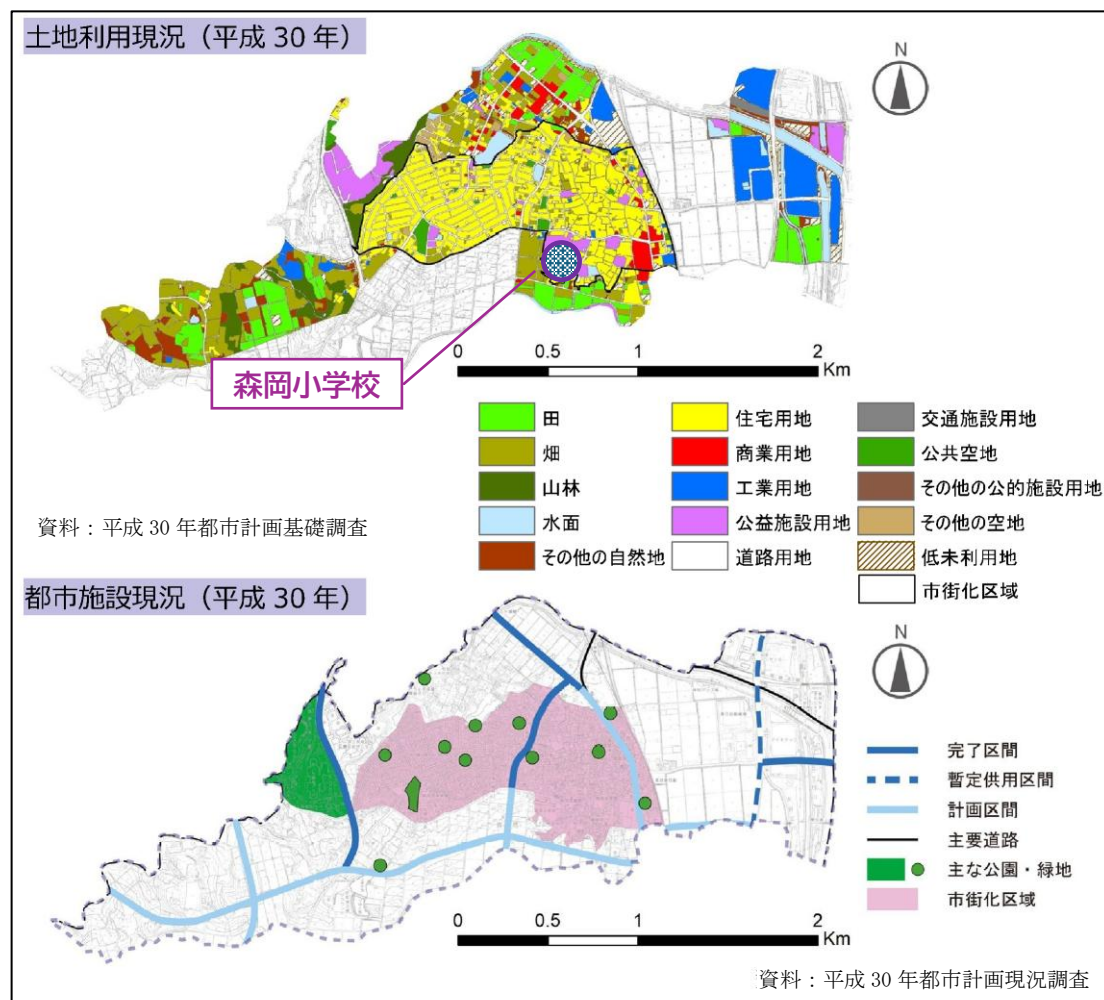 土地利用現況（平成 30 年）
N
森岡小学校
0 0.5 1 2
Km
田 住宅用地 交通施設用地
畑 商業用地 公共空地
山林 工業用地 その他の公的施設用地
水面 公益施設用地 その他の空地
その他の自然地 道路用地 低未利用地
市街化区域
資料：平成 30 年都市計画基礎調査
都市施設現況（平成 30 年）
N
完了区間
暫定供用区間
計画区間
主要道路
主な公園・緑地
市街化区域
0 0.5 1 2
Km
資料：平成 30 年都市計画現況調査